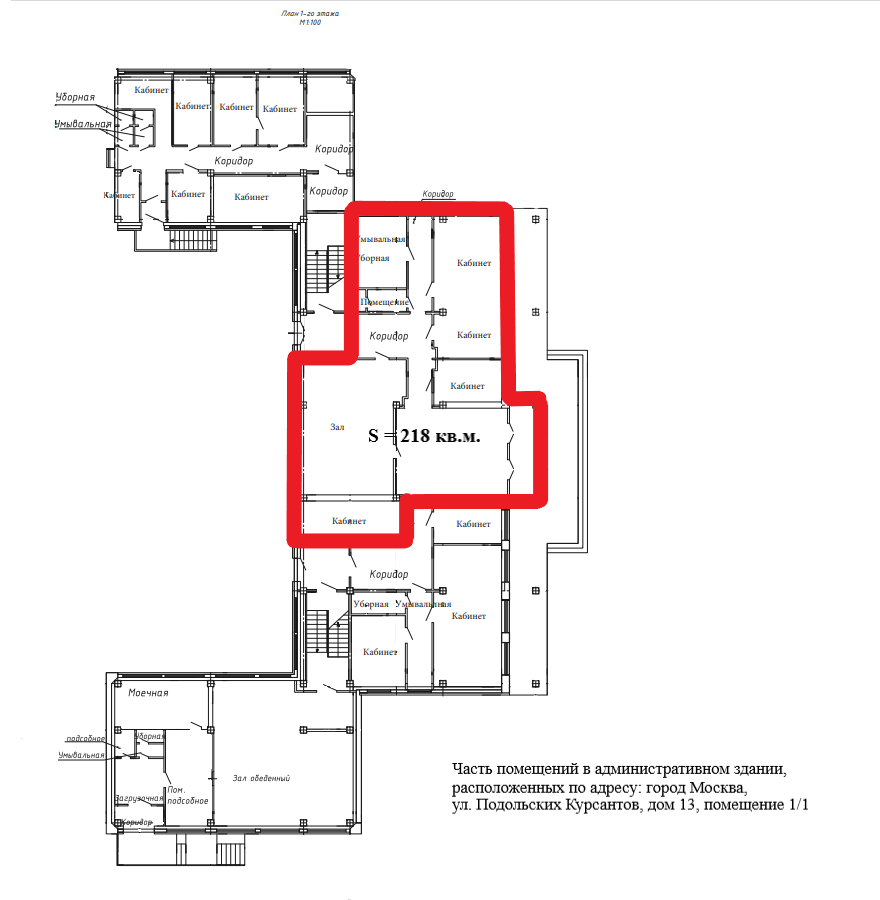 План 1-го этажа
М 1:100
Кабинет
Уборная
Кабинет
Кабинет
Кабинет
Умывальная
Коридор
Коридор
Кабинет
Кабинет
Кабинет
Коридор
Коридор
Умывальная
Уборная
Кабинет
Помещение
Коридор
Кабинет
Кабинет
Зал
S = 218 кв.м.
Кабинет
Кабинет
Коридор
Уборная
Умывальная
Кабинет
Кабинет
Моечная
подсобное
Уборная
Умывальная
Зал обеденный
Пом.
подсобное
Загрузочная
Коридор
Часть помещений в административном здании,
расположенных по адресу: город Москва,
ул. Подольских Курсантов, дом 13, помещение 1/1